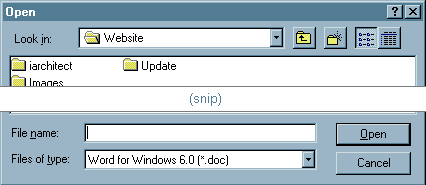 Open
Look in: Website
iarchitect Update
Images
(snip)
File name: Open
Files of type: Word for Windows 6.0 (*.doc) Cancel